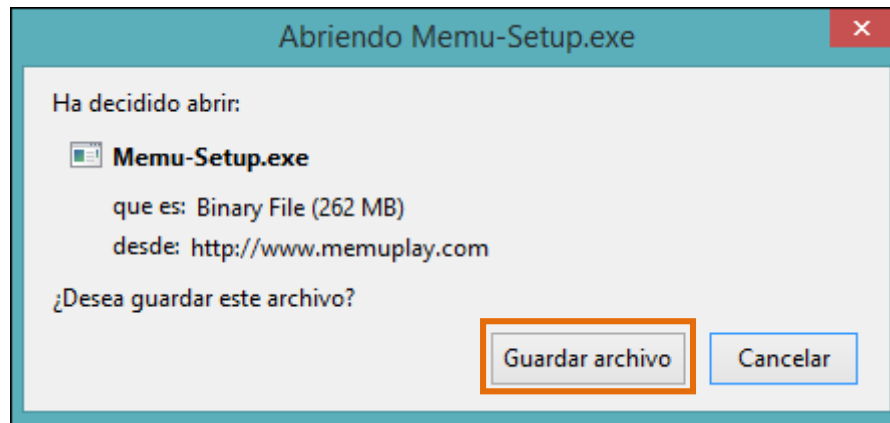 Abriendo Memu-Setup.exe
Ha decidido abrir:
Memu-Setup.exe
que es: Binary File (262 MB)
desde: http://www.memuplay.com
¿Desea guardar este archivo?
Guardar archivo Cancelar